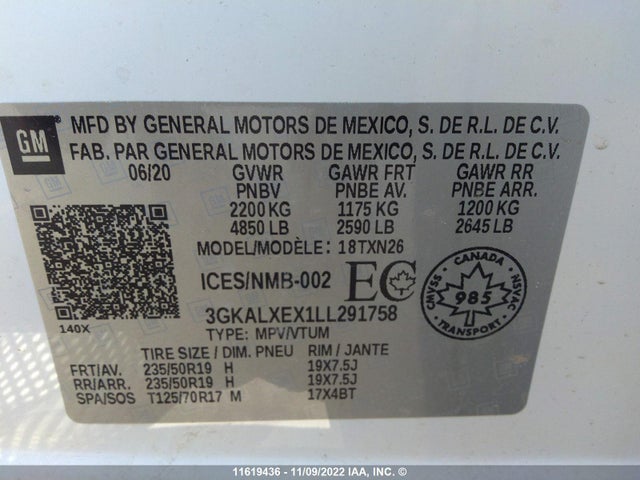 GM
MFD BY GENERAL MOTORS DE MEXICO, S. DE R.L. DE C.V.
FAB. PAR GENERAL MOTORS DE MEXICO, S. DE R.L. DE C.V.
06/20 GVWR GAWR FRT GAWR RR
PNBV PNBE AV. PNBE ARR.
2200 KG 1175 KG 1200 KG
4850 LB 2590 LB 2645 LB
MODEL/MODÈLE: 18TXN26
ICES/NMB-002 EC
CANADA
CMVSS 985 NSVAC
TRANSPORT
140X
3GKALXEX1LL291758
TYPE: MPV/VTUM
TIRE SIZE / DIM. PNEU RIM / JANTE
FRT/AV. 235/50R19 H 19X7.5J
RR/ARR. 235/50R19 H 19X7.5J
SPA/SOS T125/70R17 M 17X4BT
11619436 - 11/09/2022 IAA, INC. ©